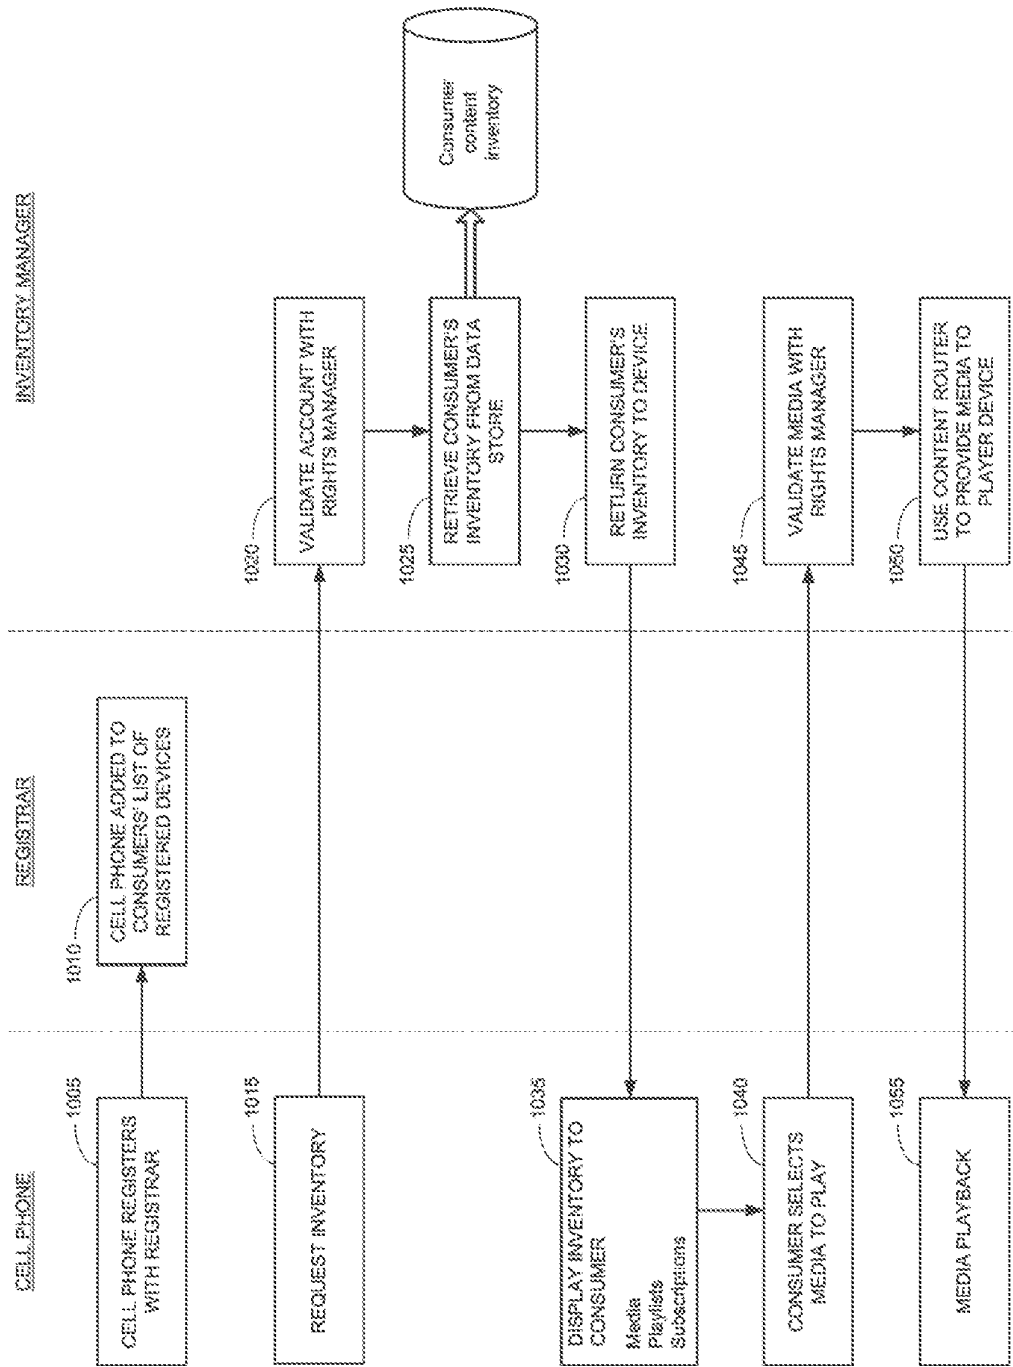 CELL PHONE
REGISTRAR
INVENTORY MANAGER
1005
CELL PHONE REGISTERS
WITH REGISTRAR
1010
CELL PHONE ADDED TO
CONSUMERS' LIST OF
REGISTERED DEVICES
1015
REQUEST INVENTORY
1020
VALIDATE ACCOUNT WITH
RIGHTS MANAGER
1025
RETRIEVE CONSUMER'S
INVENTORY FROM DATA
STORE
Consumer
content
inventory
1030
RETURN CONSUMER'S
INVENTORY TO DEVICE
1035
DISPLAY INVENTORY TO
CONSUMER
Media
Playlists
Subscriptions
1040
CONSUMER SELECTS
MEDIA TO PLAY
1045
VALIDATE MEDIA WITH
RIGHTS MANAGER
1050
USE CONTENT ROUTER
TO PROVIDE MEDIA TO
PLAYER DEVICE
1055
MEDIA PLAYBACK